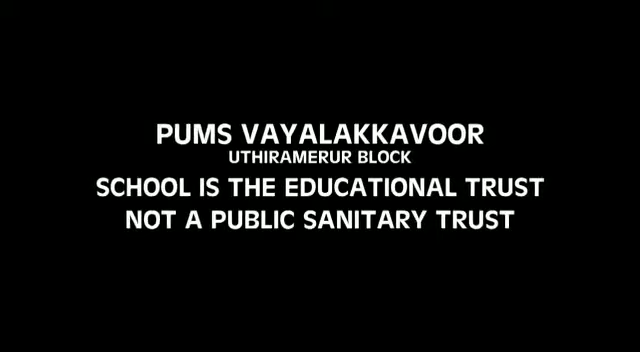 PUMS VAYALAKKAVOOR
UTHIRAMERUR BLOCK
SCHOOL IS THE EDUCATIONAL TRUST
NOT A PUBLIC SANITARY TRUST